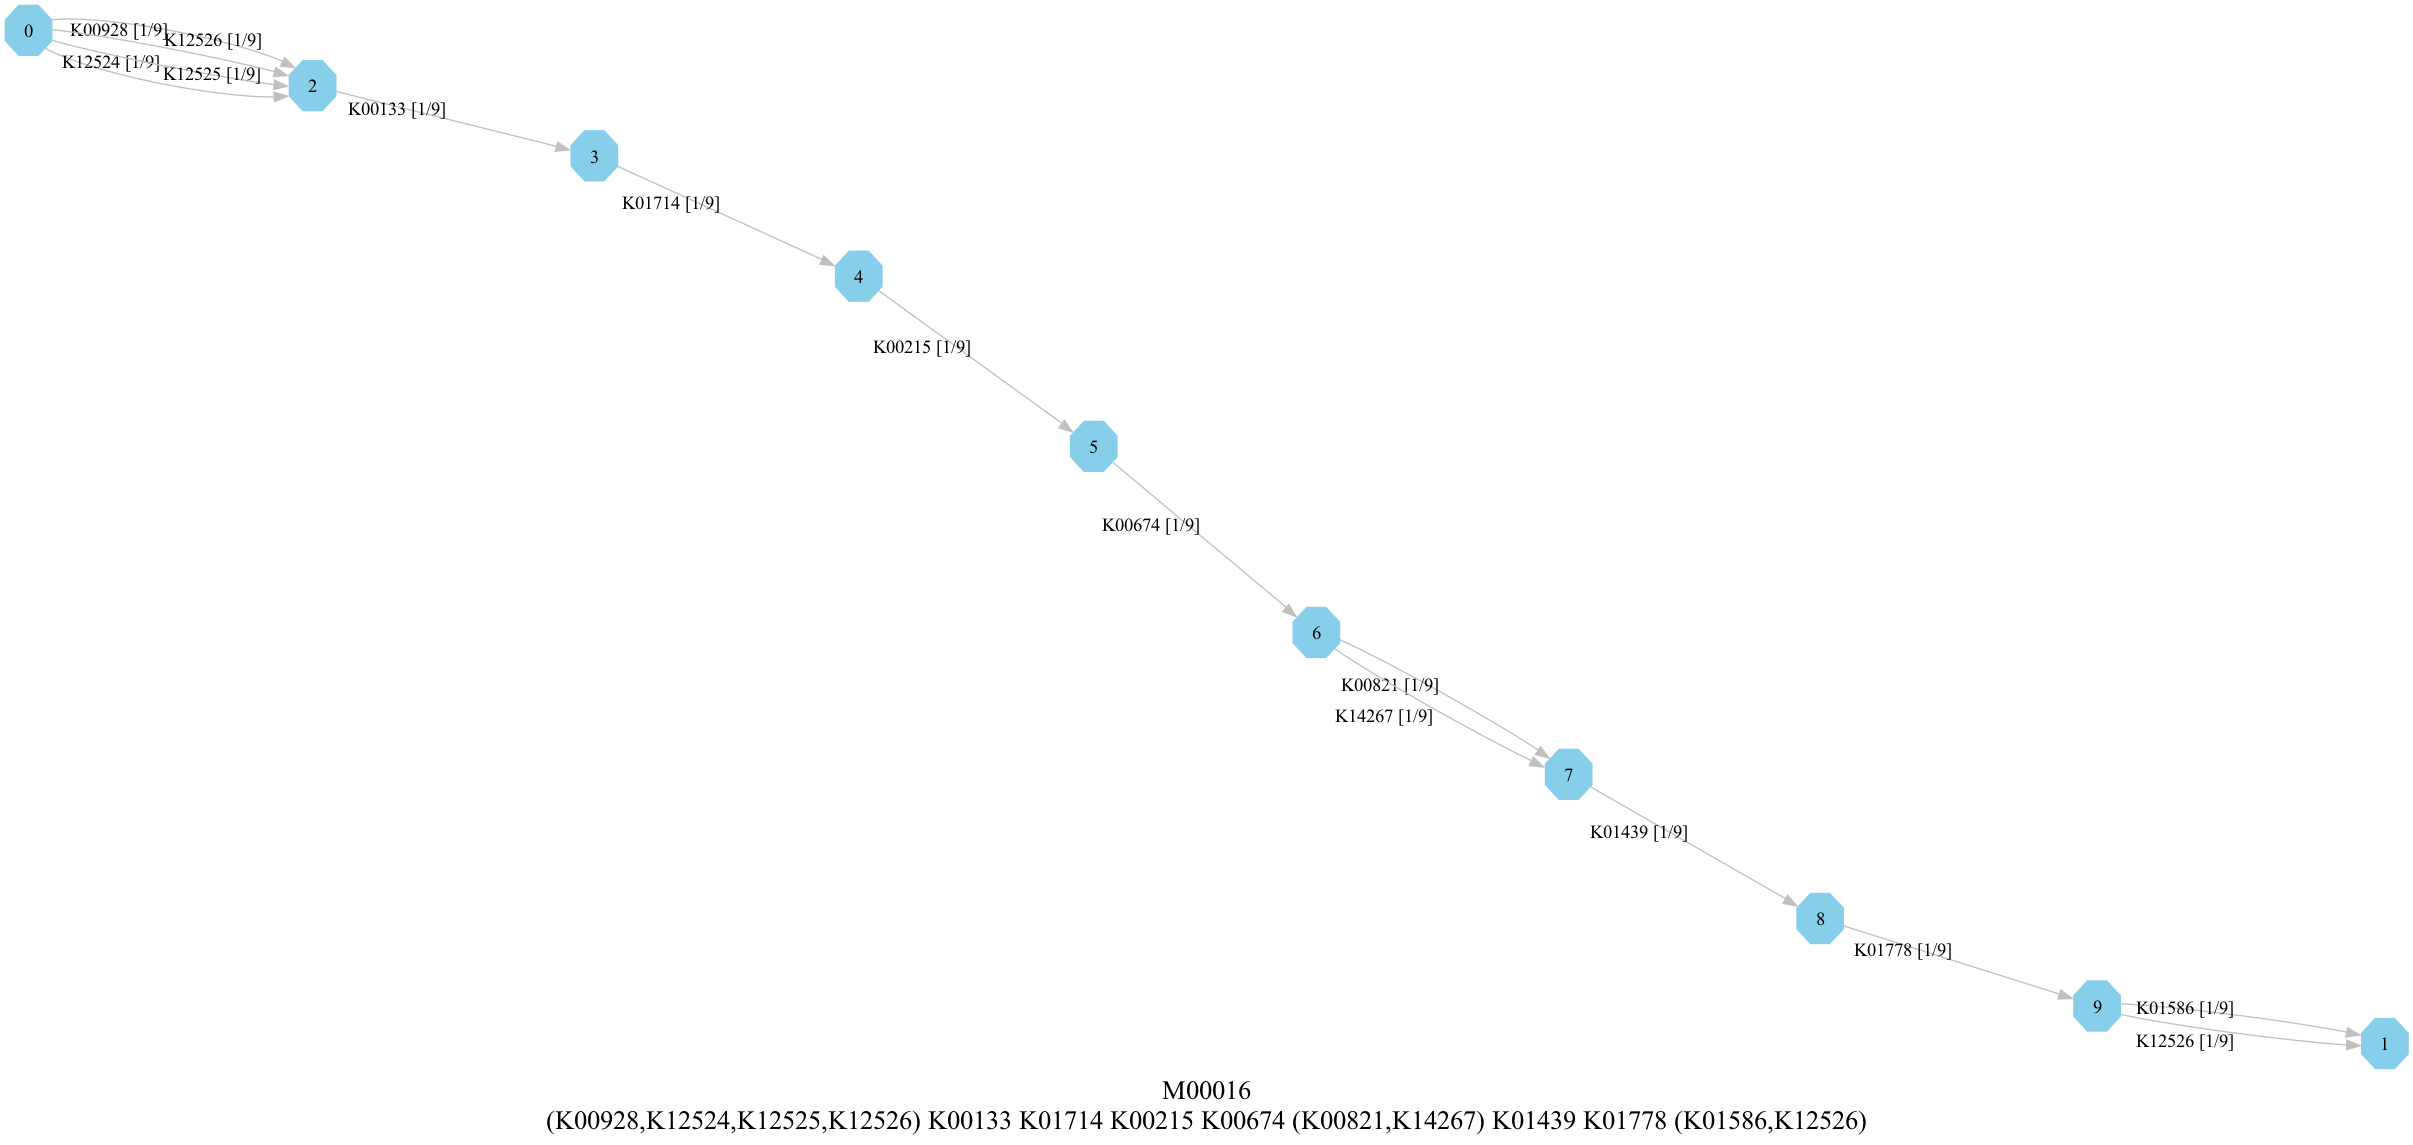 0
K00928 [1/9]
K12526 [1/9]
K12524 [1/9]
K12525 [1/9]
2
K00133 [1/9]
3
K01714 [1/9]
4
K00215 [1/9]
5
K00674 [1/9]
6
K00821 [1/9]
K14267 [1/9]
7
K01439 [1/9]
8
K01778 [1/9]
9
K01586 [1/9]
K12526 [1/9]
1
M00016
(K00928,K12524,K12525,K12526) K00133 K01714 K00215 K00674 (K00821,K14267) K01439 K01778 (K01586,K12526)